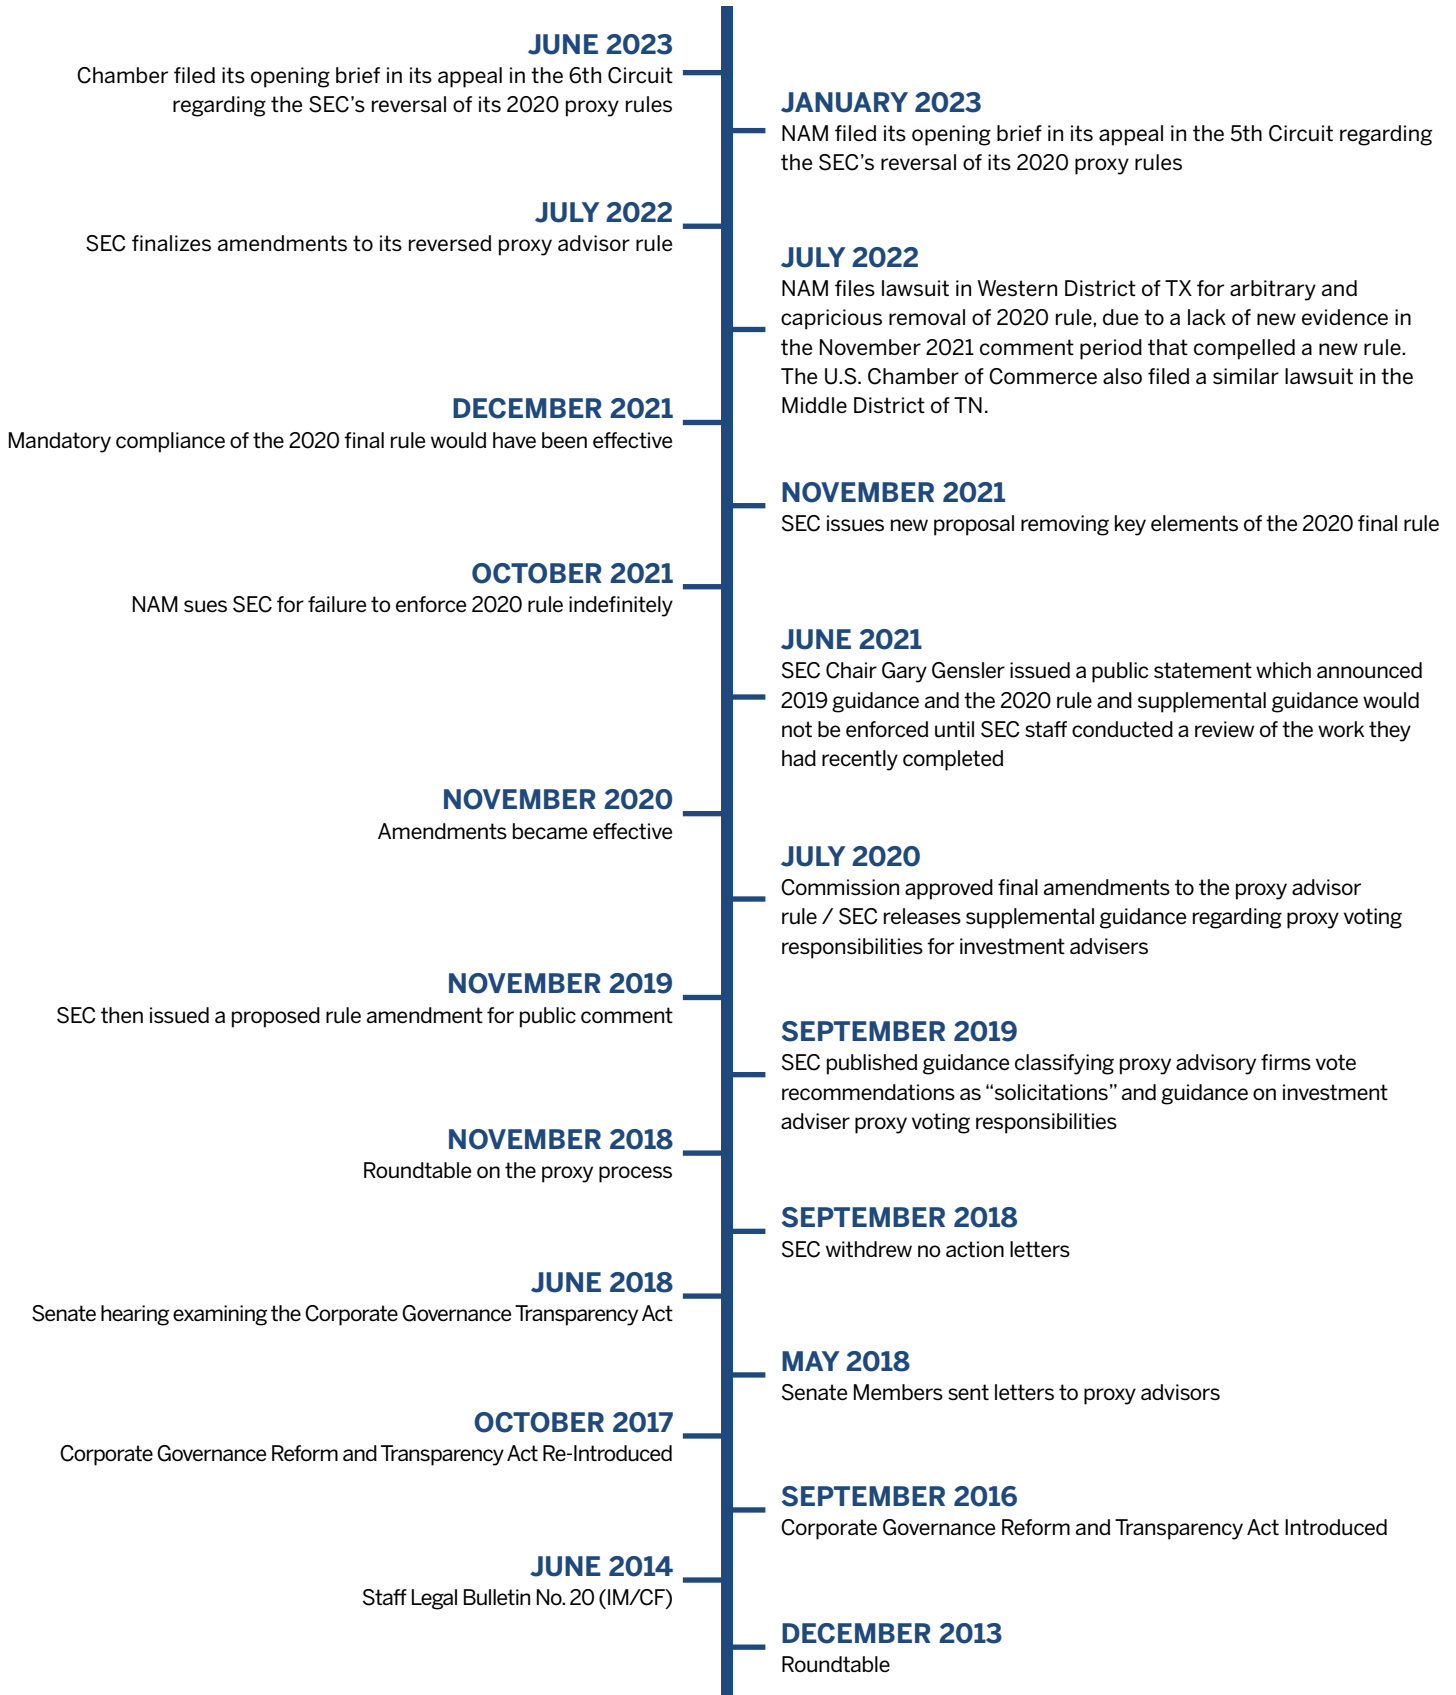 JUNE 2023
Chamber filed its opening brief in its appeal in the 6th Circuit
regarding the SEC's reversal of its 2020 proxy rules
JANUARY 2023
NAM filed its opening brief in its appeal in the 5th Circuit regarding
the SEC's reversal of its 2020 proxy rules
JULY 2022
SEC finalizes amendments to its reversed proxy advisor rule
JULY 2022
NAM files lawsuit in Western District of TX for arbitrary and
capricious removal of 2020 rule, due to a lack of new evidence in
the November 2021 comment period that compelled a new rule.
The U.S. Chamber of Commerce also filed a similar lawsuit in the
Middle District of TN.
DECEMBER 2021
Mandatory compliance of the 2020 final rule would have been effective
NOVEMBER 2021
SEC issues new proposal removing key elements of the 2020 final rule
OCTOBER 2021
NAM sues SEC for failure to enforce 2020 rule indefinitely
JUNE 2021
SEC Chair Gary Gensler issued a public statement which announced
2019 guidance and the 2020 rule and supplemental guidance would
not be enforced until SEC staff conducted a review of the work they
had recently completed
NOVEMBER 2020
Amendments became effective
JULY 2020
Commission approved final amendments to the proxy advisor
rule / SEC releases supplemental guidance regarding proxy voting
responsibilities for investment advisers
NOVEMBER 2019
SEC then issued a proposed rule amendment for public comment
SEPTEMBER 2019
SEC published guidance classifying proxy advisory firms vote
recommendations as “solicitations” and guidance on investment
adviser proxy voting responsibilities
NOVEMBER 2018
Roundtable on the proxy process
SEPTEMBER 2018
SEC withdrew no action letters
JUNE 2018
Senate hearing examining the Corporate Governance Transparency Act
MAY 2018
Senate Members sent letters to proxy advisors
OCTOBER 2017
Corporate Governance Reform and Transparency Act Re-Introduced
SEPTEMBER 2016
Corporate Governance Reform and Transparency Act Introduced
JUNE 2014
Staff Legal Bulletin No. 20 (IM/CF)
DECEMBER 2013
Roundtable